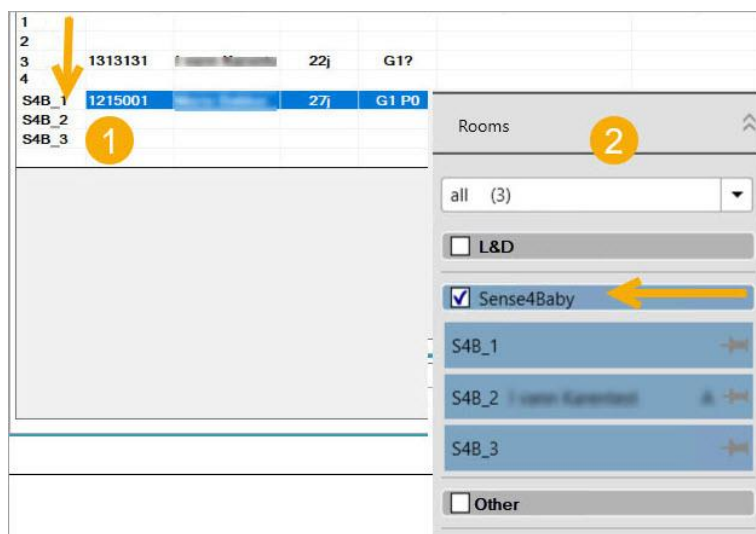 1
2
3 1313131 22j G1?
4
S4B_1 1215001 27j G1 P0
S4B_2
S4B_3
1
Rooms
2
all (3)
L&D
Sense4Baby
S4B_1
S4B_2 A
S4B_3
Other